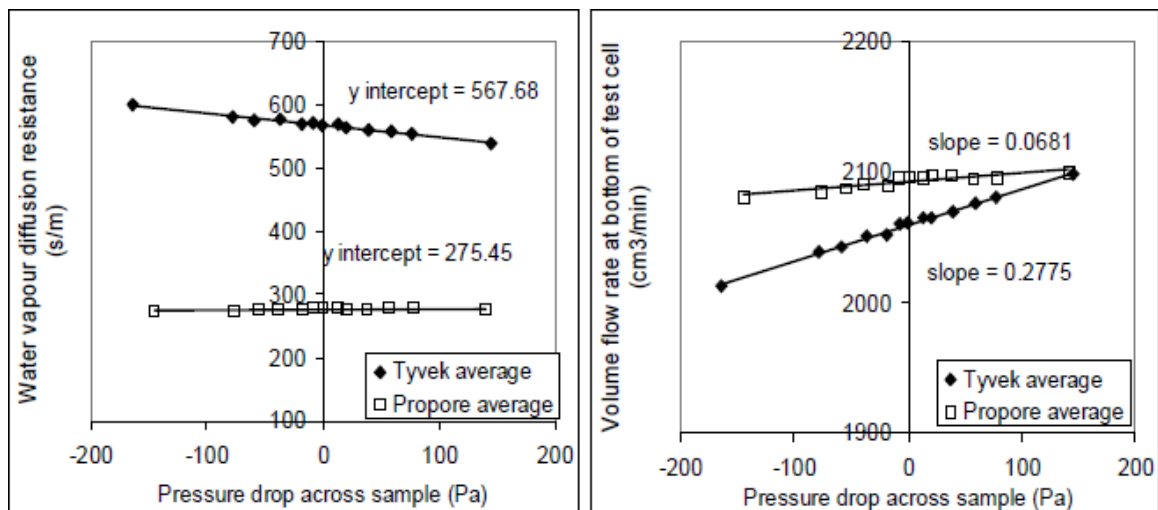 Water vapour diffusion resistance
(s/m)
700
600
500
400
300
200
100
y intercept = 567.68
y intercept = 275.45
Tyvek average
Propore average
-200 -100 0 100 200
Pressure drop across sample (Pa)
Volume flow rate at bottom of test cell
(cm3/min)
2200
2100
2000
1900
slope = 0.0681
slope = 0.2775
Tyvek average
Propore average
-200 -100 0 100 200
Pressure drop across sample (Pa)